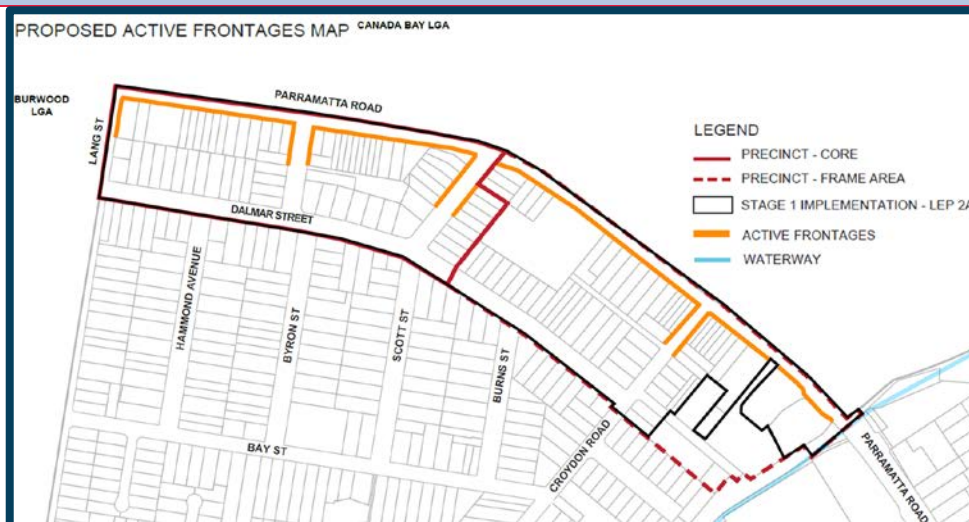 PROPOSED ACTIVE FRONTAGES MAP
CANADA BAY LGA
BURWOOD
LGA
PARRAMATTA ROAD
LANG ST
LEGEND
PRECINCT - CORE
PRECINCT - FRAME AREA
STAGE 1 IMPLEMENTATION - LEP 2A
ACTIVE FRONTAGES
WATERWAY
DALMAR STREET
HAMMOND AVENUE
BYRON ST
SCOTT ST
BURNS ST
BAY ST
CROYDON ROAD
PARRAMATTA ROAD